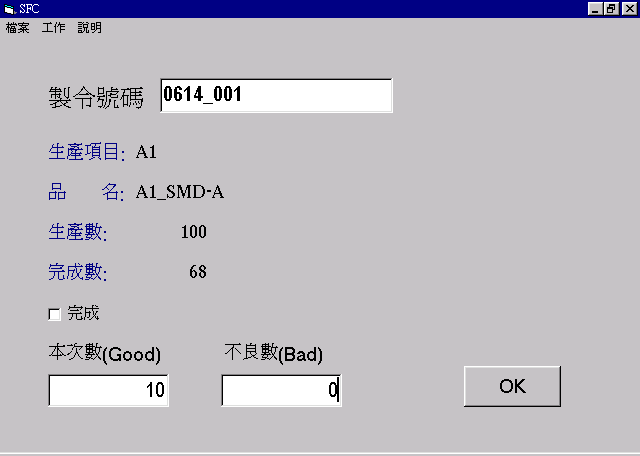 SFC
檔案 工作 說明
製令號碼 0614_001
生產項目: A1
品 名: A1_SMD-A
生產數: 100
完成數: 68
完成
本次數(Good) 不良數(Bad)
10 0 OK